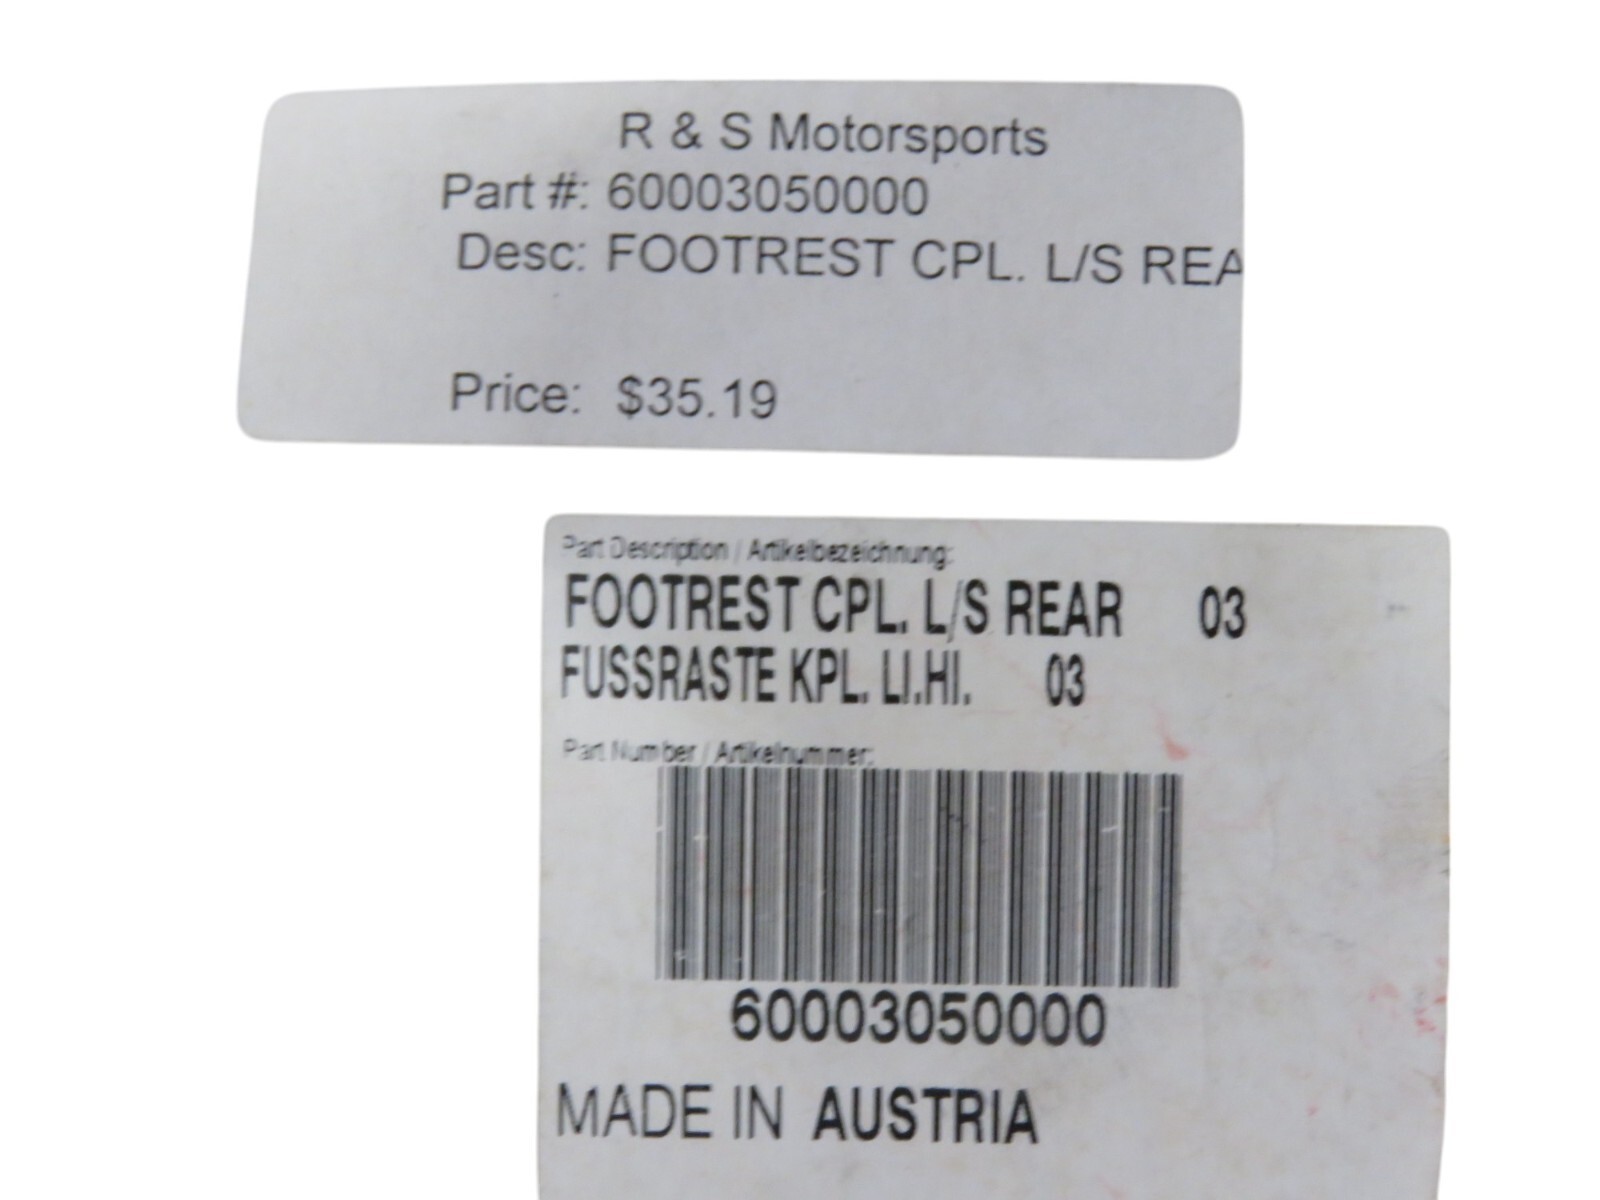 R & S Motorsports
Part #: 60003050000
Desc: FOOTREST CPL. L/S REA
Price: $35.19
Part Description / Artikelbezeichnung:
FOOTREST CPL. L/S REAR 03
FUSSRASTE KPL. LI.HI. 03
Part Number / Artikelnummer:
60003050000
MADE IN AUSTRIA